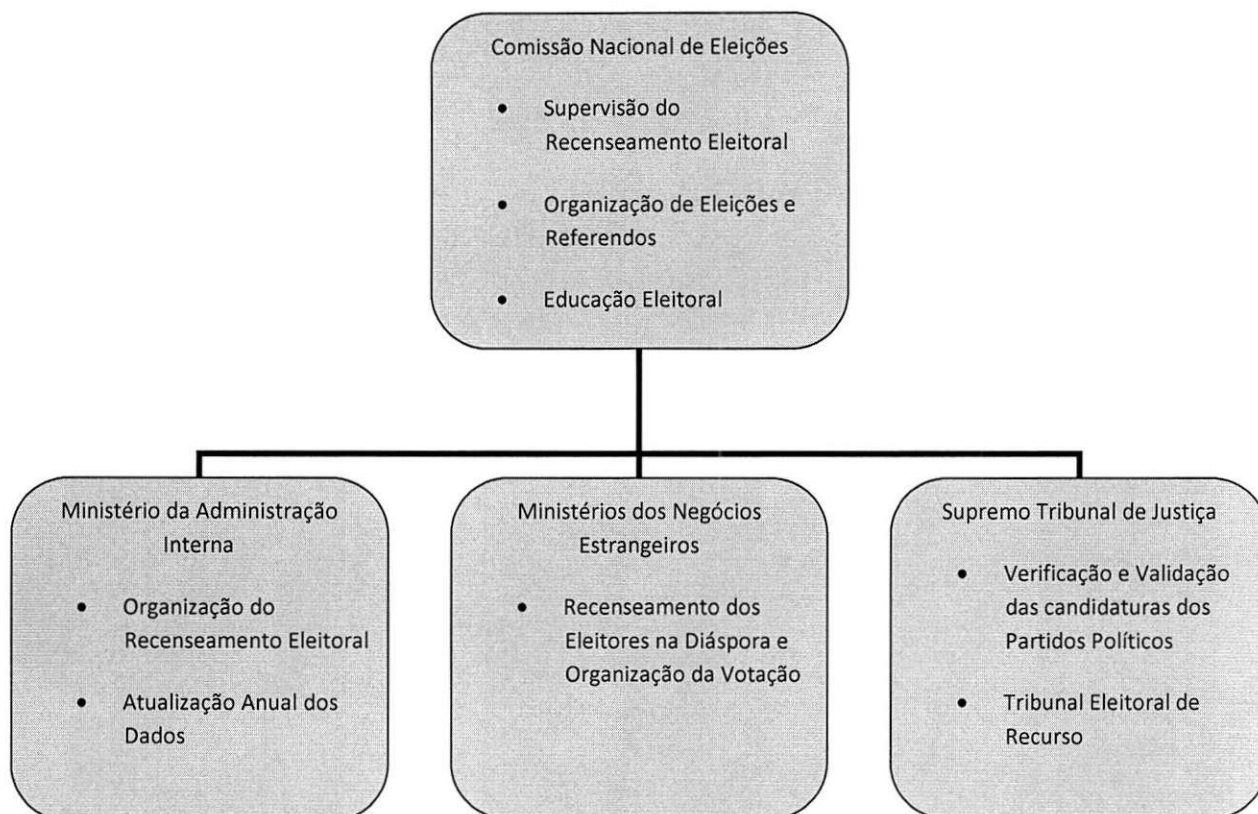 Comissão Nacional de Eleições
• Supervisão do
Recenseamento Eleitoral
• Organização de Eleições e
Referendos
• Educação Eleitoral
Ministério da Administração
Interna
• Organização do
Recenseamento Eleitoral
• Atualização Anual dos
Dados
Ministérios dos Negócios
Estrangeiros
• Recenseamento dos
Eleitores na Diáspora e
Organização da Votação
Supremo Tribunal de Justiça
• Verificação e Validação
das candidaturas dos
Partidos Políticos
• Tribunal Eleitoral de
Recurso